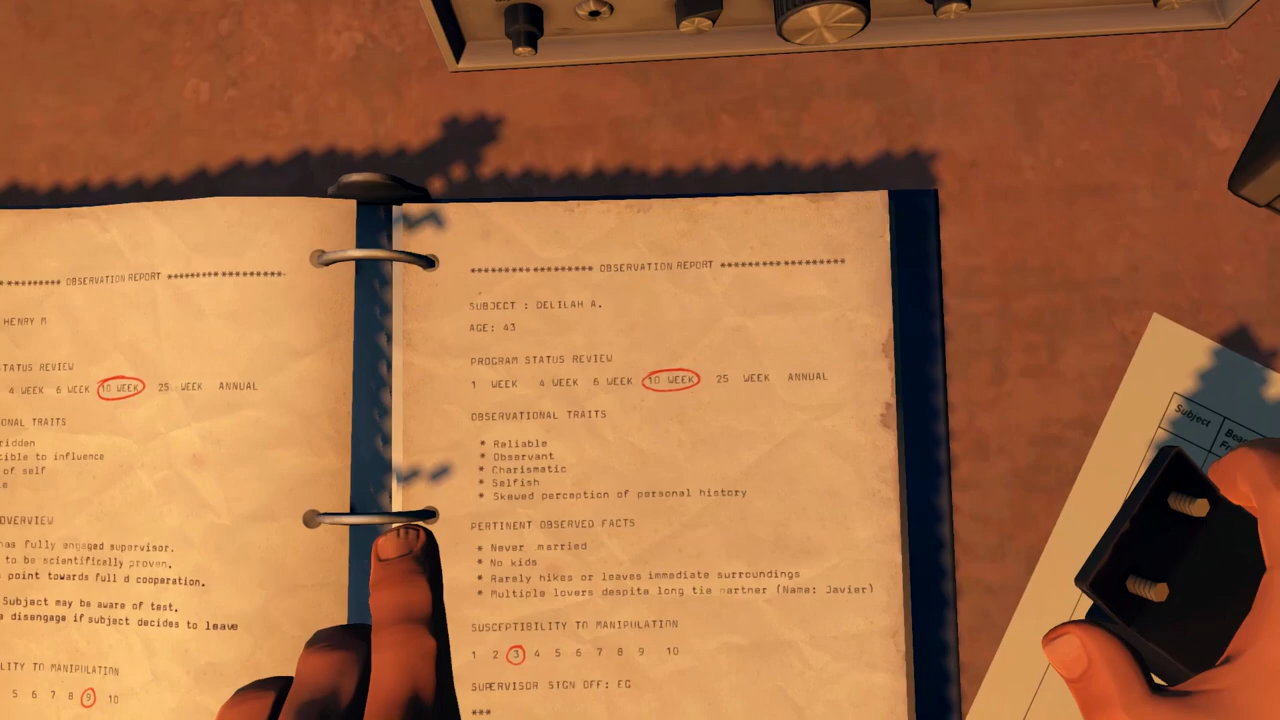 ****************** OBSERVATION REPORT *****************
HENRY M
STATUS REVIEW
4 WEEK 6 WEEK 10 WEEK 25 WEEK ANNUAL
TRAITS
to influence
of self
OVERVIEW
has fully engaged supervisor.
to be scientifically proven.
point towards full d cooperation.
Subject may be aware of test.
disengage if subject decides to leave
TO MANIPULATION
5 6 7 8 9 10
****************** OBSERVATION REPORT ******************
SUBJECT : DELILAH A.
AGE: 43
PROGRAM STATUS REVIEW
1 WEEK 4 WEEK 6 WEEK 10 WEEK 25 WEEK ANNUAL
OBSERVATIONAL TRAITS
* Reliable
* Observant
* Charismatic
* Selfish
* Skewed perception of personal history
PERTINENT OBSERVED FACTS
* Never married
* No kids
* Rarely hikes or leaves immediate surroundings
* Multiple lovers despite long tie partner (Name: Javier)
SUSCEPTIBILITY TO MANIPULATION
1 2 3 4 5 6 7 8 9 10
SUPERVISOR SIGN OFF: EG
***
Subject